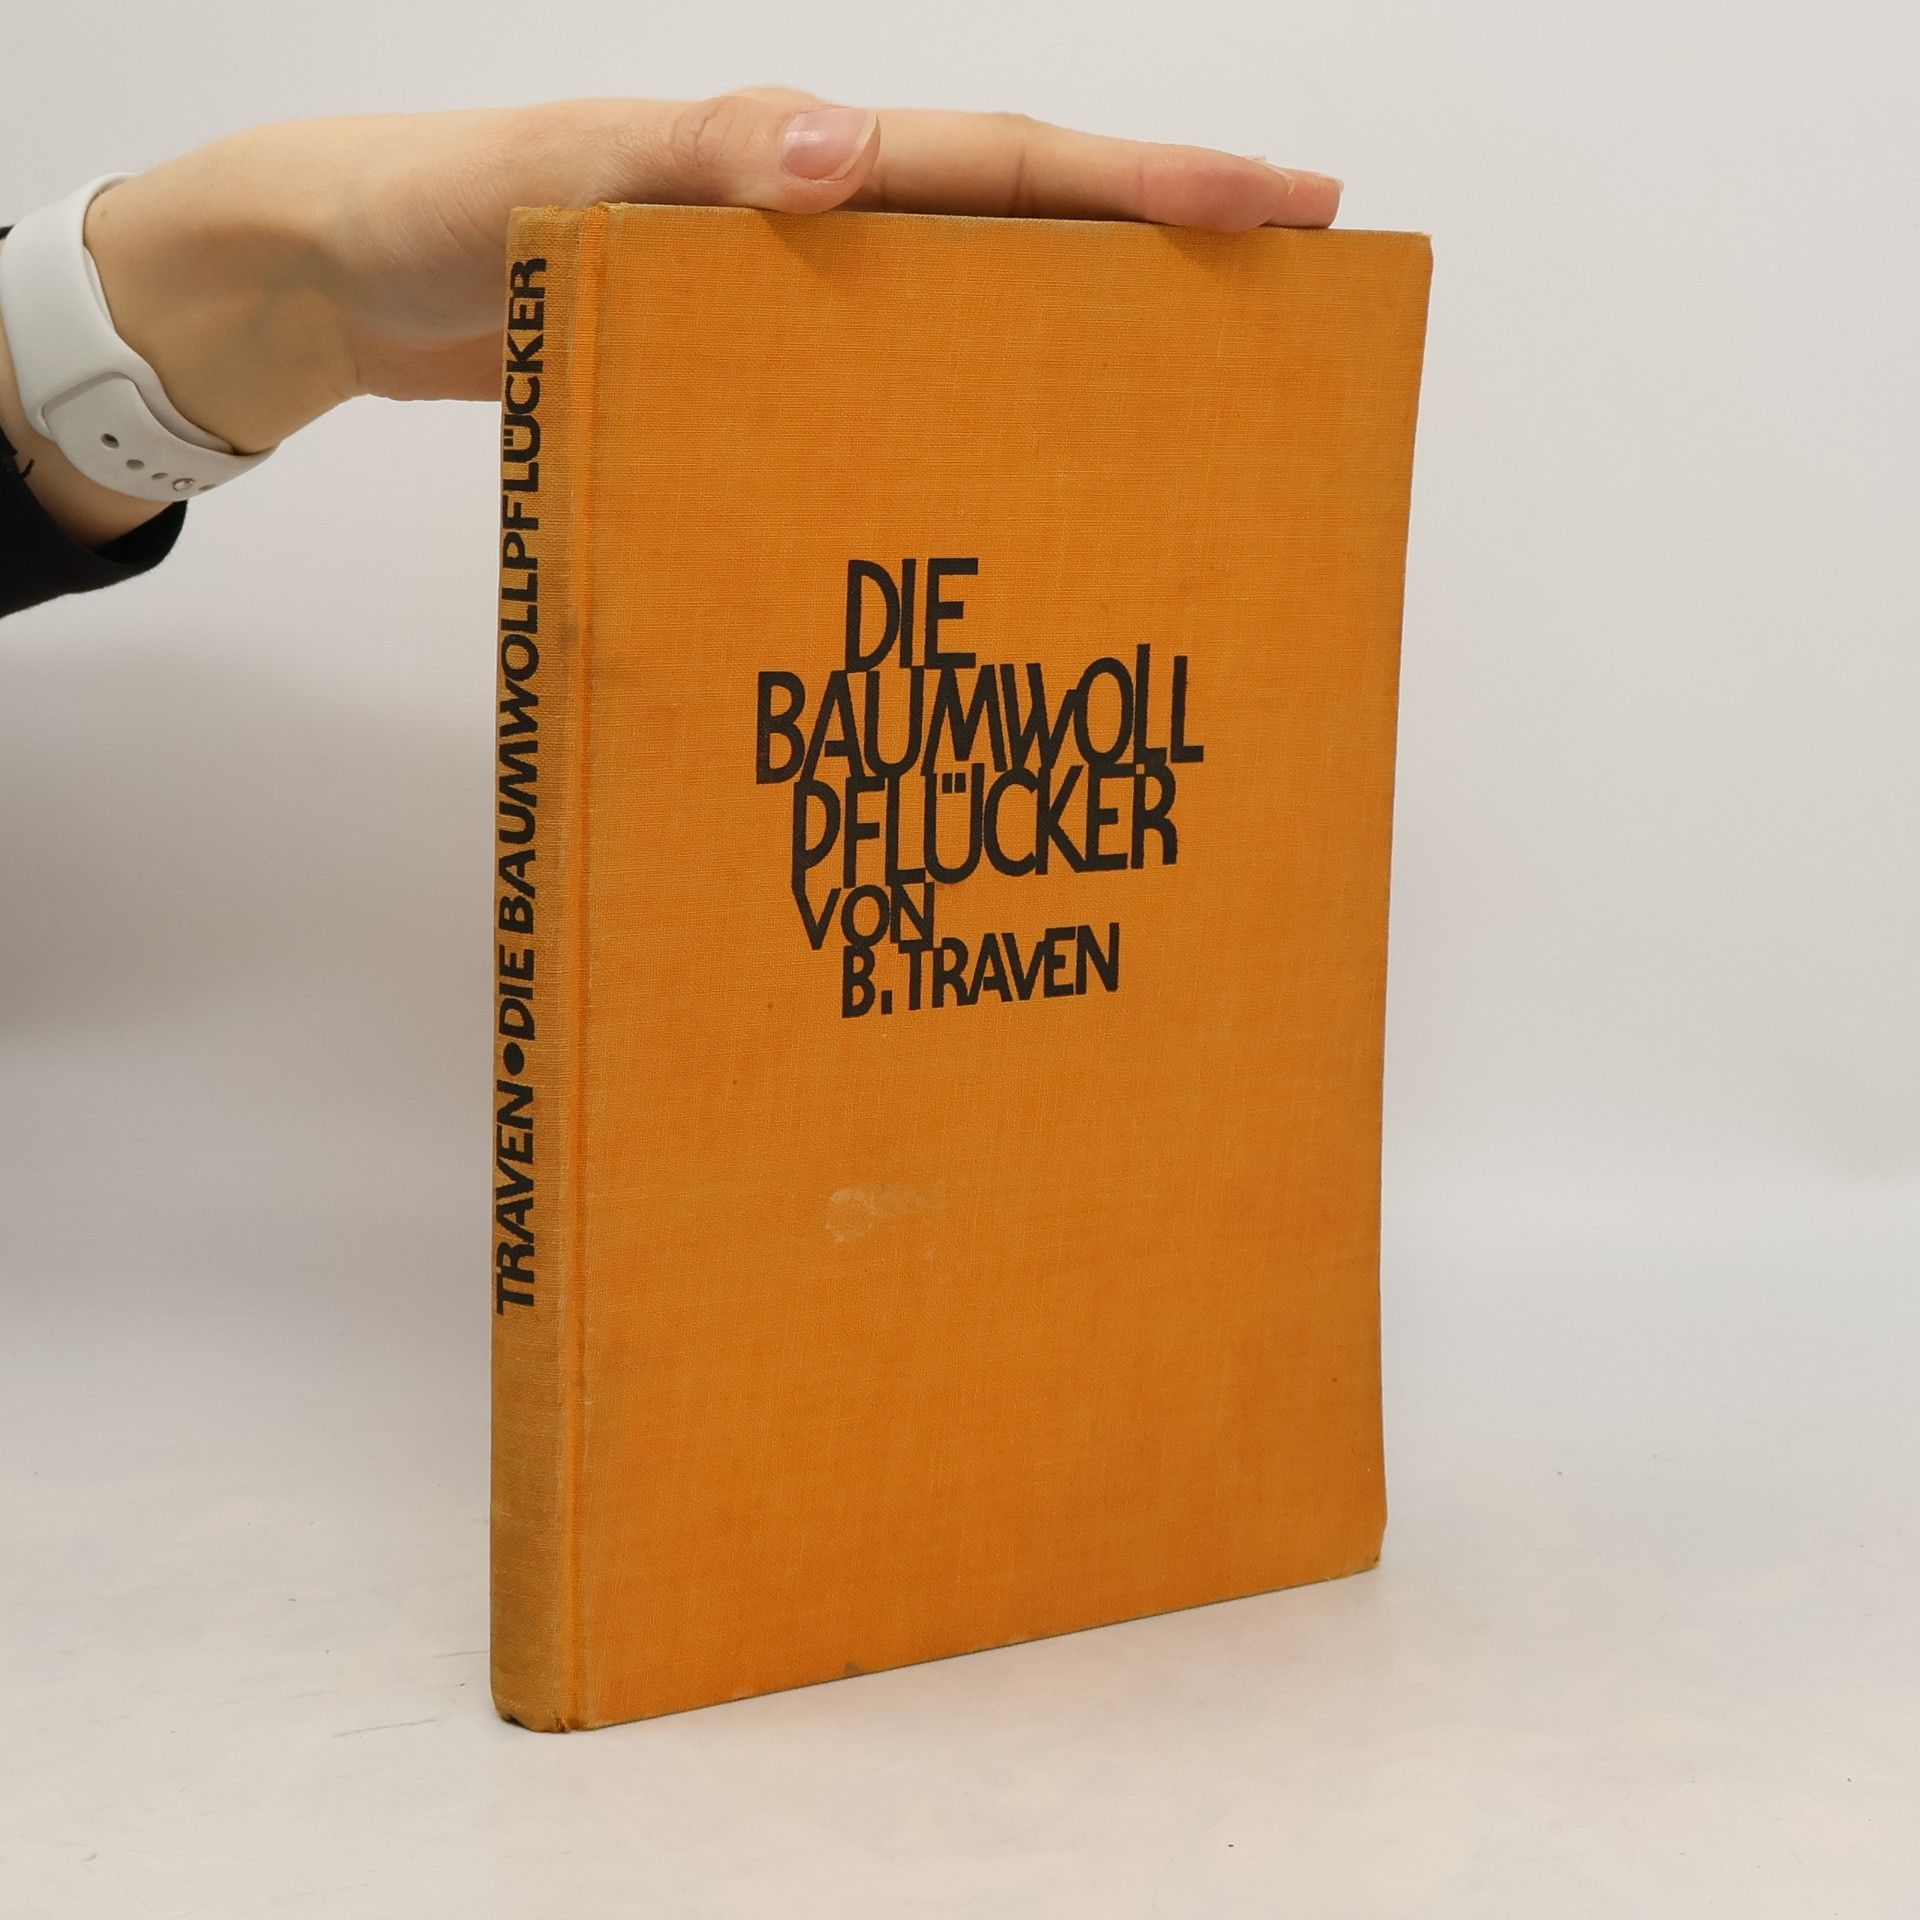 TRAVEN•DIE BAUMWOLLPFLÜCKER
DIE
BAUMWOLL
PFLÜCKER
VON
B. TRAVEN